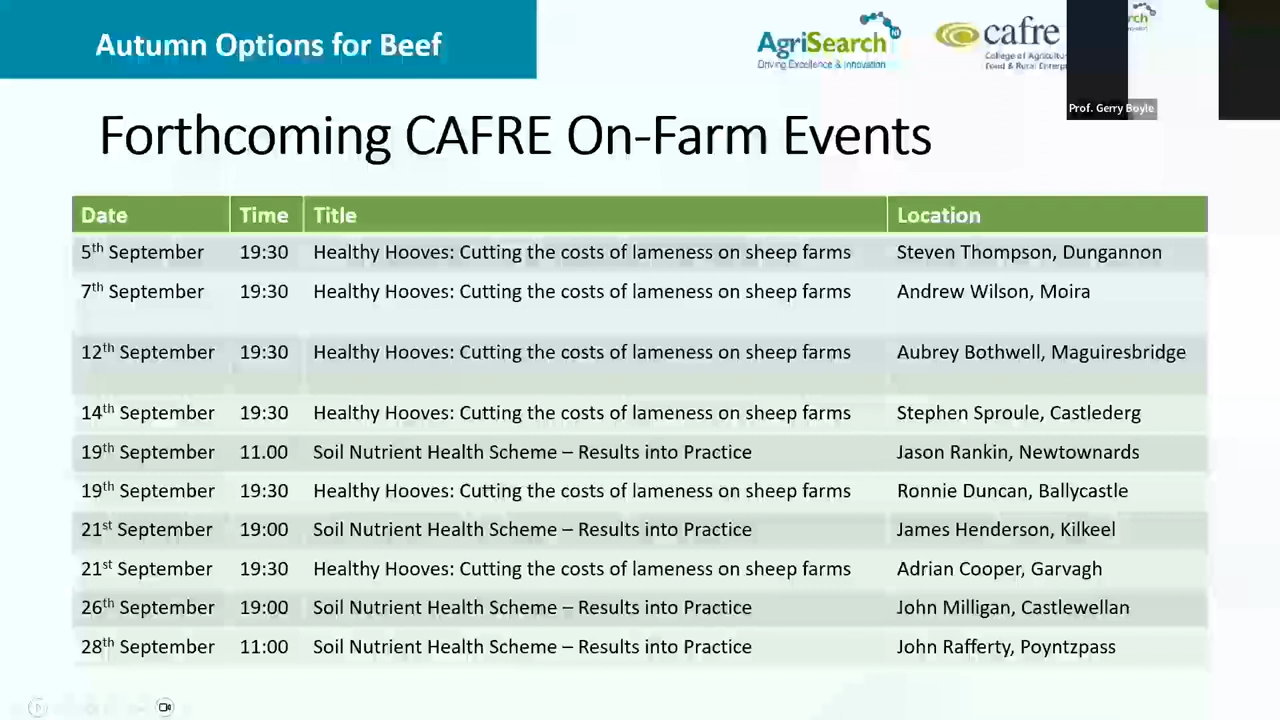 Autumn Options for Beef
AgriSearch NI
Driving Excellence & Innovation
cafre
College of Agricultu
Food & Rural Enterp
rch
Prof. Gerry Boyle
Forthcoming CAFRE On-Farm Events
Date Time Title Location
5th September 19:30 Healthy Hooves: Cutting the costs of lameness on sheep farms Steven Thompson, Dungannon
7th September 19:30 Healthy Hooves: Cutting the costs of lameness on sheep farms Andrew Wilson, Moira
12th September 19:30 Healthy Hooves: Cutting the costs of lameness on sheep farms Aubrey Bothwell, Maguiresbridge
14th September 19:30 Healthy Hooves: Cutting the costs of lameness on sheep farms Stephen Sproule, Castlederg
19th September 11.00 Soil Nutrient Health Scheme – Results into Practice Jason Rankin, Newtownards
19th September 19:30 Healthy Hooves: Cutting the costs of lameness on sheep farms Ronnie Duncan, Ballycastle
21st September 19:00 Soil Nutrient Health Scheme – Results into Practice James Henderson, Kilkeel
21st September 19:30 Healthy Hooves: Cutting the costs of lameness on sheep farms Adrian Cooper, Garvagh
26th September 19:00 Soil Nutrient Health Scheme – Results into Practice John Milligan, Castlewellan
28th September 11:00 Soil Nutrient Health Scheme – Results into Practice John Rafferty, Poyntzpass